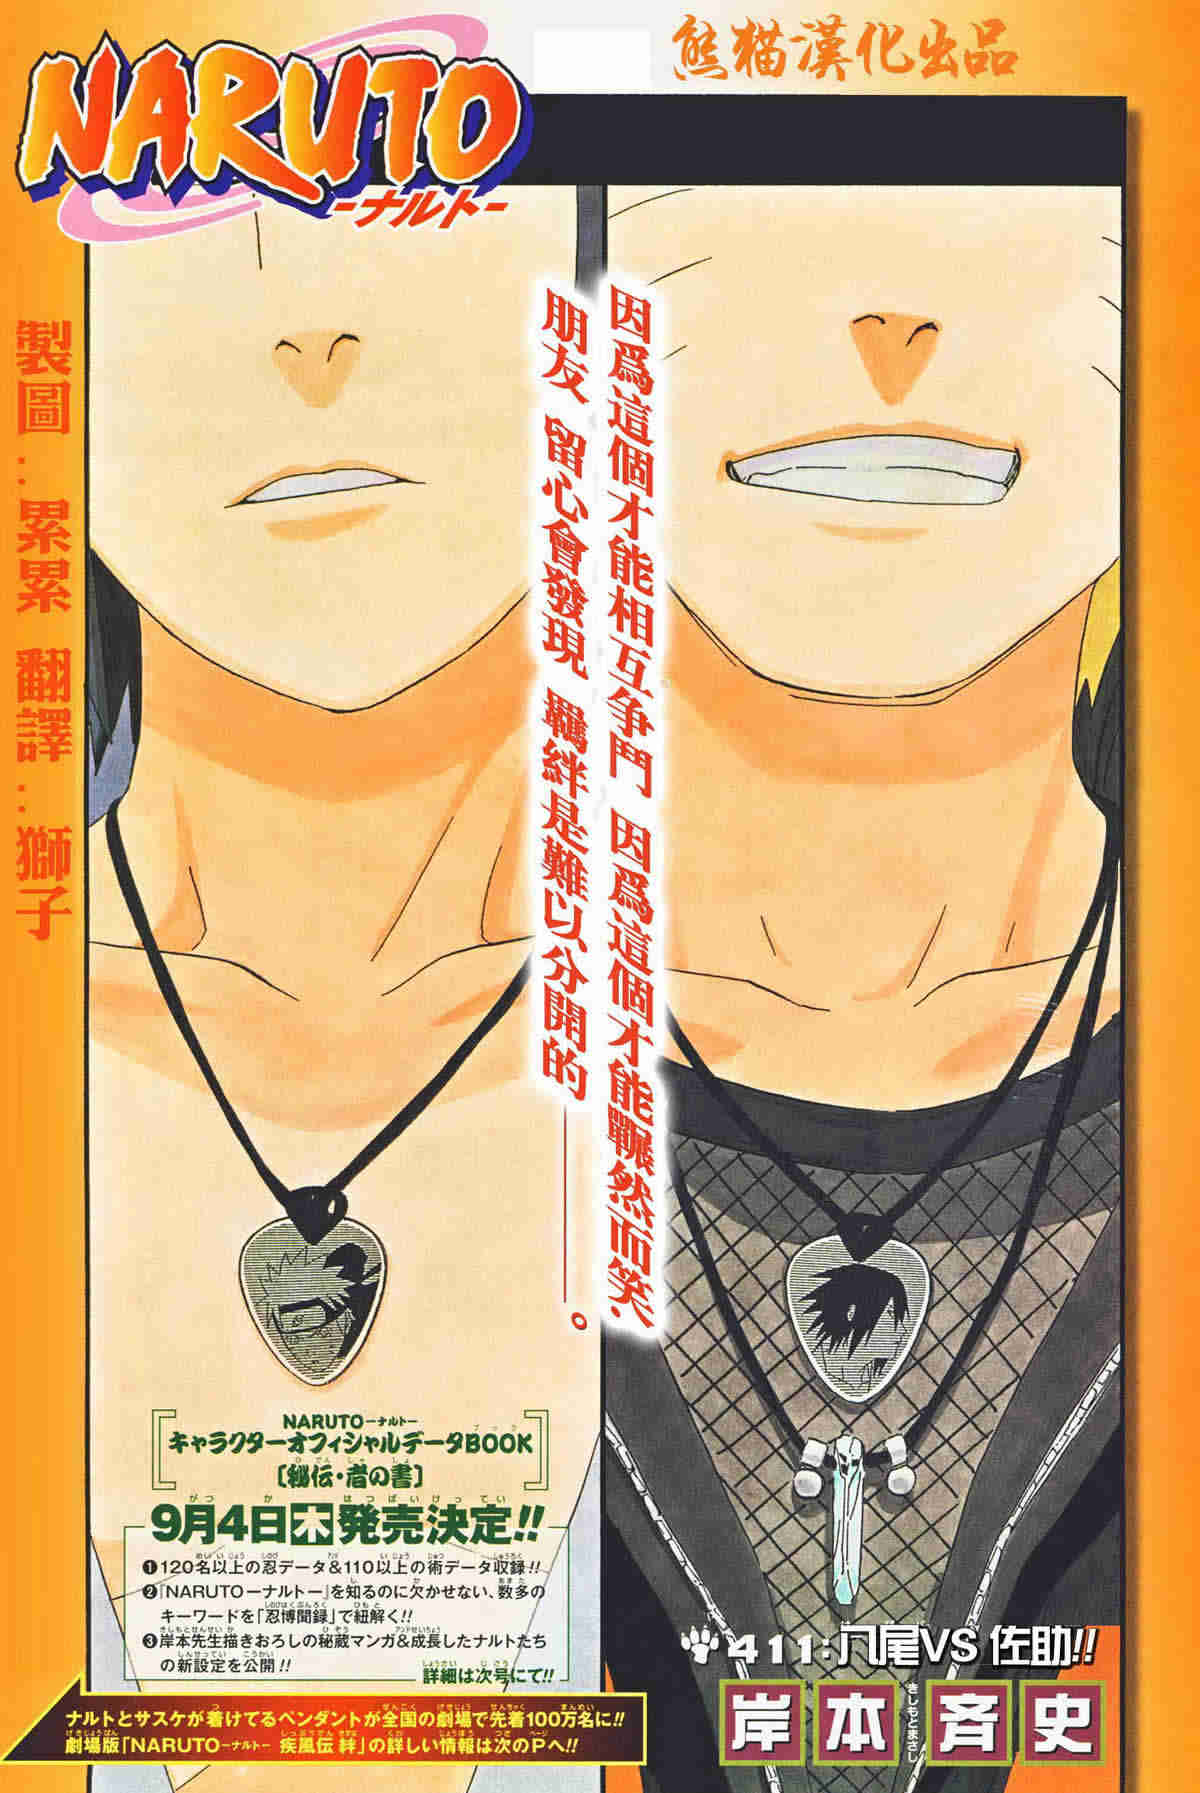 NARUTO
-ナルト-
熊猫漢化出品
製圖：累累 翻譯：獅子
因爲這個才能相互争鬥 因爲這個才能囅然而笑.
朋友 留心會發現 羈絆是難以分開的——。
NARUTO―ナルト―
キャラクターオフィシャルデータBOOK
［秘伝・者の書］
9月4日木発売決定!!
❶120名以上の忍データ&110以上の術データ収録!!
❷『NARUTO―ナルト―』を知るのに欠かせない、数多の
キーワードを「忍博聞録」で紐解く!!
❸岸本先生描きおろしの秘蔵マンガ&成長したナルトたち
の新設定を公開!!
詳細は次号にて!!
ナルトとサスケが着けてるペンダントが全国の劇場で先着100万名に!!
劇場版「NARUTO―ナルト― 疾風伝 絆」の詳しい情報は次のPへ!!
411:八尾VS 佐助!!
岸本斉史
きしもとまさし